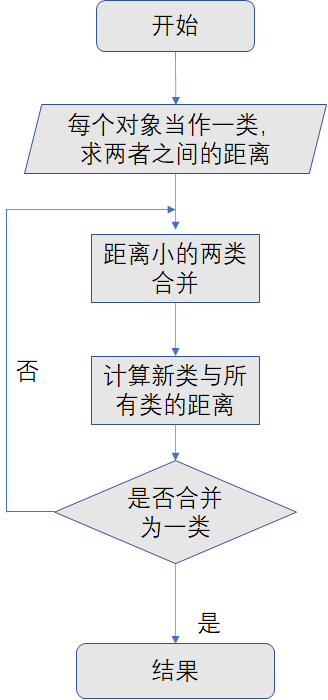 开始
每个对象当作一类,
求两者之间的距离
距离小的两类
合并
计算新类与所
有类的距离
否
是否合并
为一类
是
结果